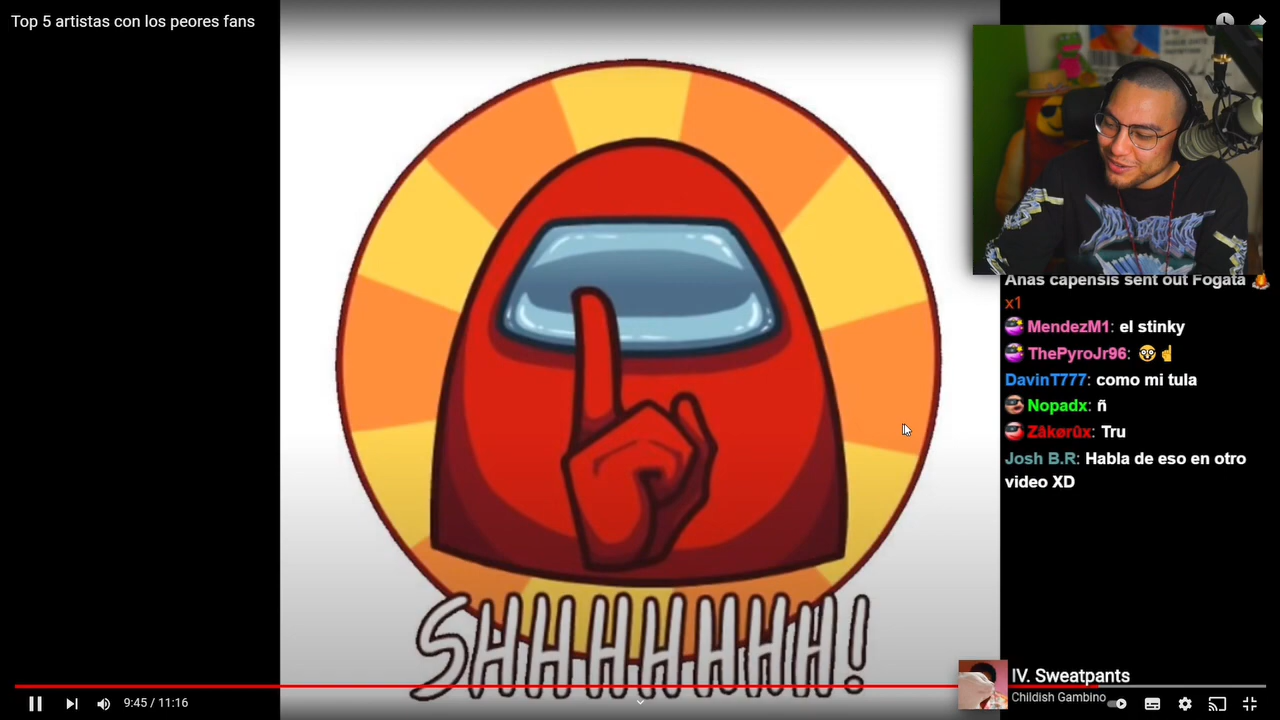 Top 5 artistas con los peores fans
Anas capensis sent out Fogata
x1
MendezM1: el stinky
ThePyroJr96:
DavinT777: como mi tula
Nopadx: ñ
Zâkørûx: Tru
Josh B.R: Habla de eso en otro
video XD
SHHHHHHH!
IV. Sweatpants
Childish Gambino
9:45 / 11:16